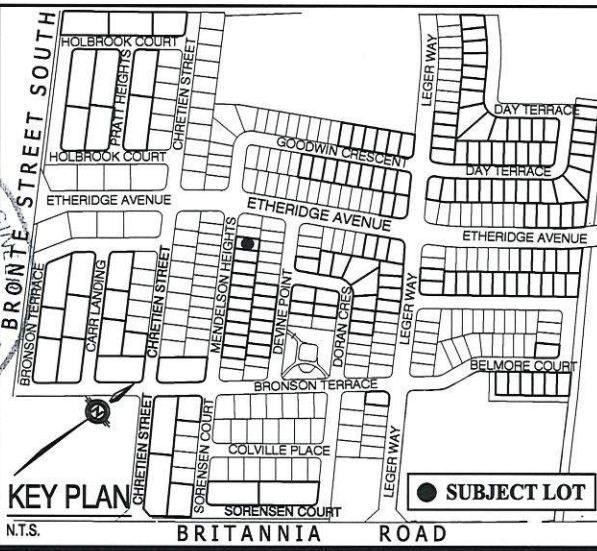 HOLBROOK COURT
PRATT HEIGHTS
CHRETIEN STREET
LEGER WAY
DAY TERRACE
BRONTE STREET SOUTH
HOLBROOK COURT
GOODWIN CRESCENT
DAY TERRACE
ETHERIDGE AVENUE
ETHERIDGE AVENUE
ETHERIDGE AVENUE
BRONSON TERRACE
CARR LANDING
CHRETIEN STREET
MENDELSON HEIGHTS
DEVINE POINT
DORAN CRES
LEGER WAY
BELMORE COURT
BRONSON TERRACE
N
CHRETIEN STREET
SORENSEN COURT
COLVILLE PLACE
LEGER WAY
KEY PLAN
SUBJECT LOT
SORENSEN COURT
N.T.S.
BRITANNIA ROAD